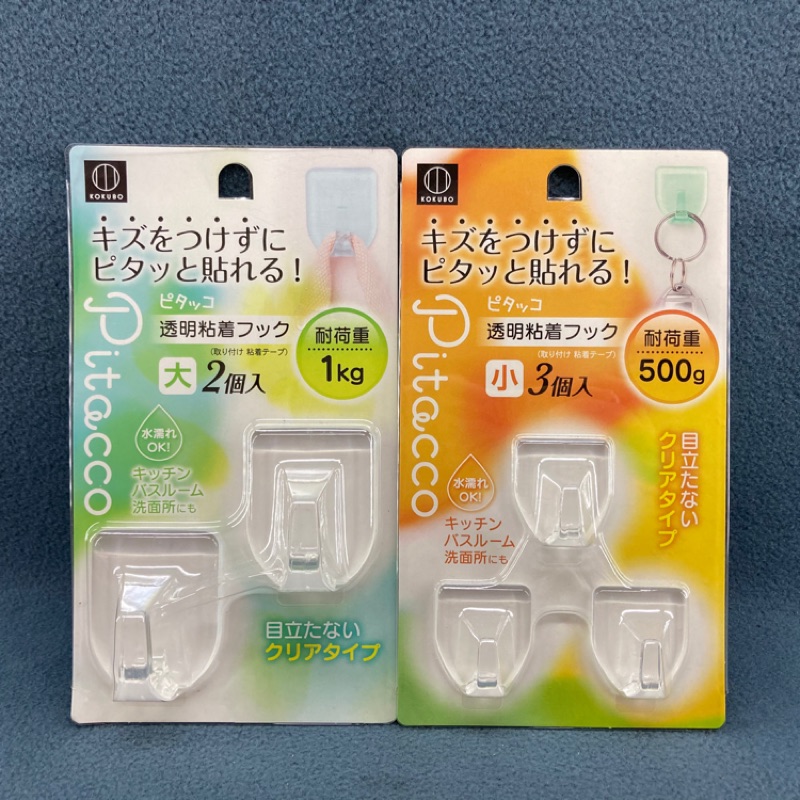 KOKUBO
キズをつけずに
ピタッと貼れる！
Pitacco
ピタッコ
透明粘着フック
(取り付け 粘着テープ)
大 2個入
耐荷重
1kg
水濡れ
OK!
キッチン
バスルーム
洗面所にも
目立たない
クリアタイプ
KOKUBO
キズをつけずに
ピタッと貼れる！
Pitacco
ピタッコ
透明粘着フック
(取り付け 粘着テープ)
小 3個入
耐荷重
500g
水濡れ
OK!
キッチン
バスルーム
洗面所にも
目立たない
クリアタイプ